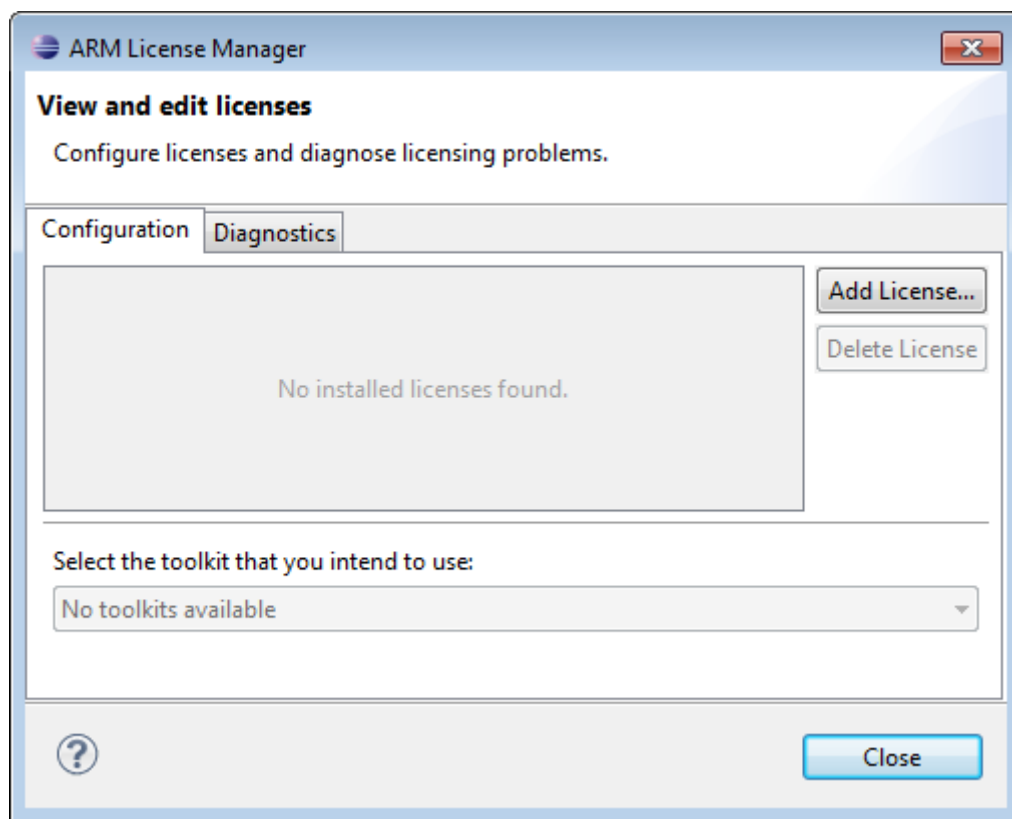 ARM License Manager
View and edit licenses
Configure licenses and diagnose licensing problems.
Configuration
Diagnostics
Add License...
Delete License
No installed licenses found.
Select the toolkit that you intend to use:
No toolkits available
?
Close